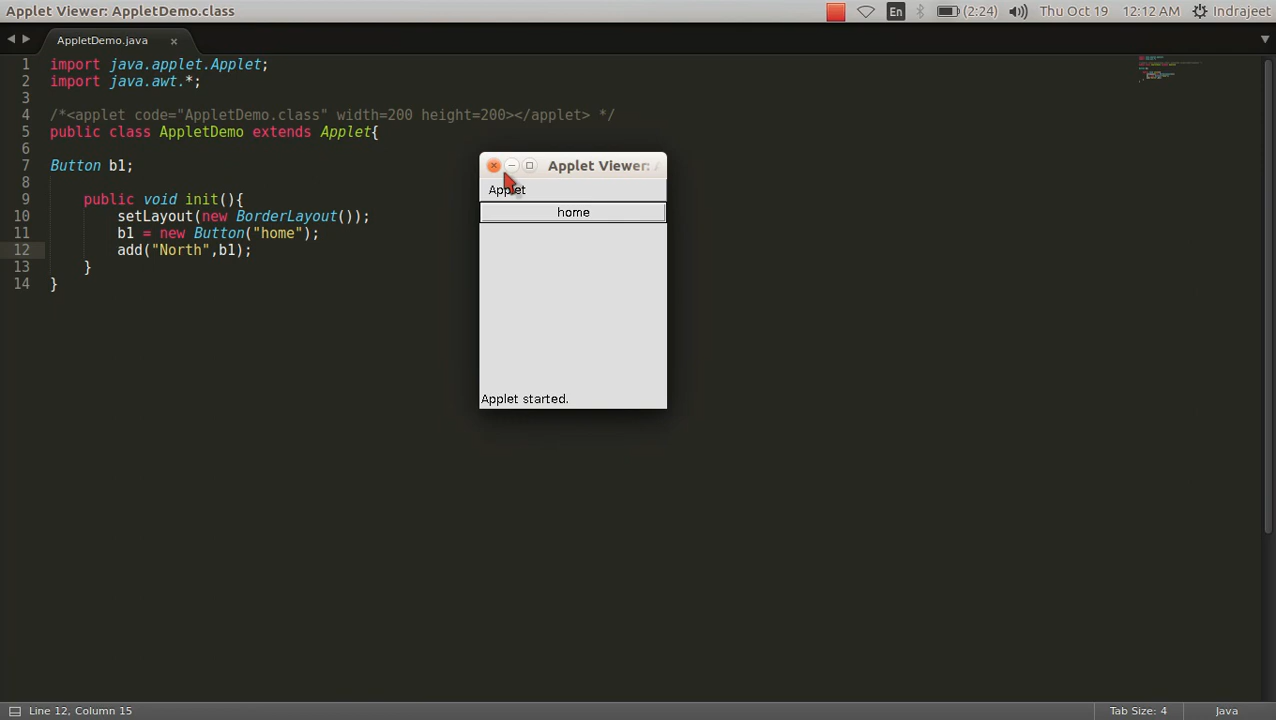 Applet Viewer: AppletDemo.class
En
(2:24)
Thu Oct 19
12:12 AM
Indrajeet
AppletDemo.java
1 import java.applet.Applet;
2 import java.awt.*;
3
4 /*<applet code="AppletDemo.class" width=200 height=200></applet> */
5 public class AppletDemo extends Applet{
6
7 Button b1;
8
9 public void init(){
10 setLayout(new BorderLayout());
11 b1 = new Button("home");
12 add("North",b1);
13 }
14 }
Applet Viewer:
Applet
home
Applet started.
Line 12, Column 15
Tab Size: 4
Java